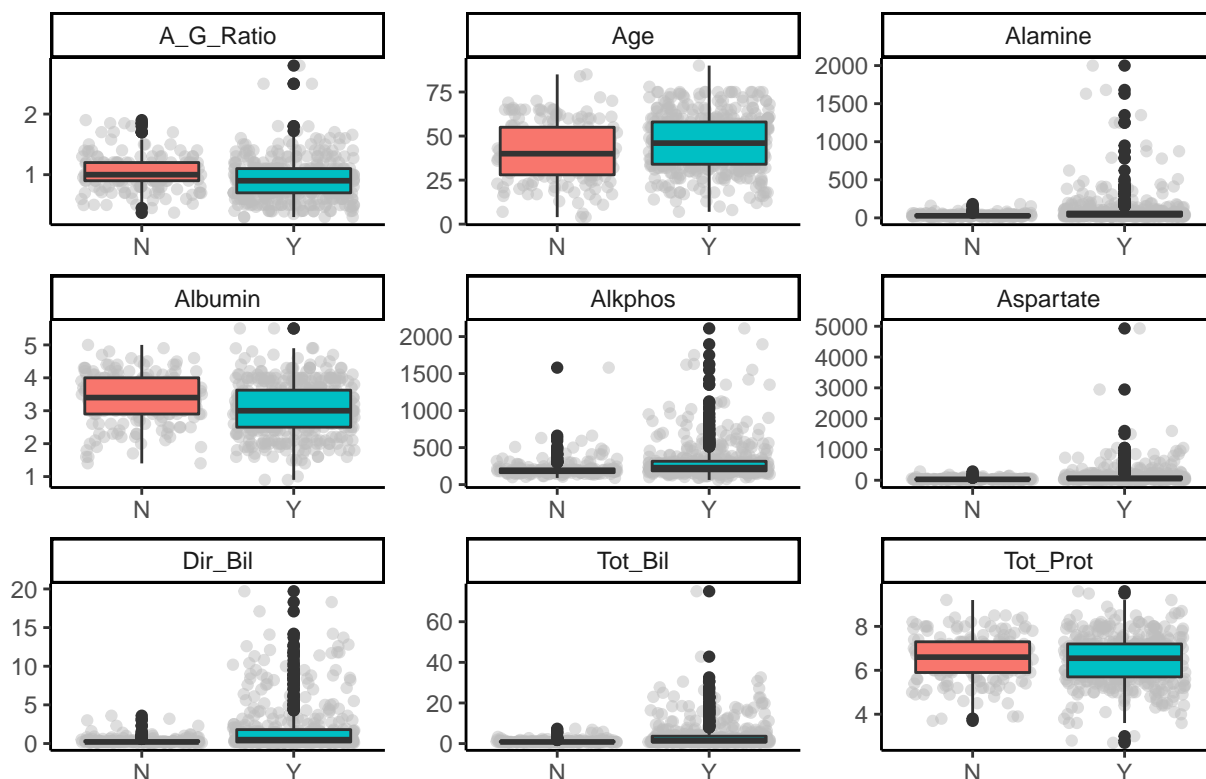 A_G_Ratio
2
1
N Y
Age
75
50
25
0
N Y
Alamine
2000
1500
1000
500
0
N Y
Albumin
5
4
3
2
1
N Y
Alkphos
2000
1500
1000
500
0
N Y
Aspartate
5000
4000
3000
2000
1000
0
N Y
Dir_Bil
20
15
10
5
0
N Y
Tot_Bil
60
40
20
0
N Y
Tot_Prot
8
6
4
N Y